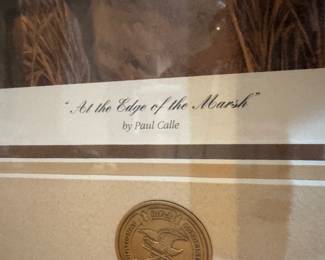 "At the Edge of the Marsh"
by Paul Calle